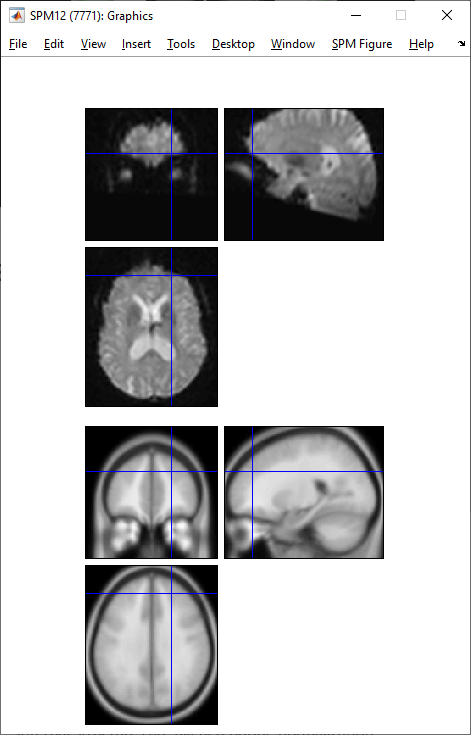 SPM12 (7771): Graphics
File Edit View Insert Tools Desktop Window SPM Figure Help